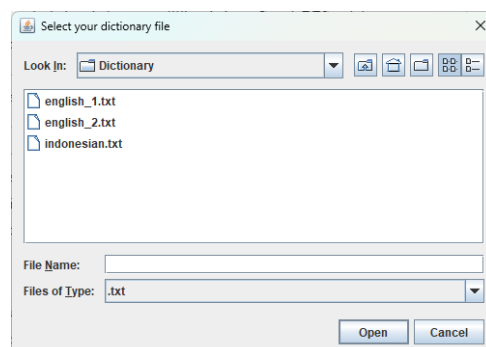 Select your dictionary file
Look In: Dictionary
english_1.txt
english_2.txt
indonesian.txt
File Name:
Files of Type: .txt
Open Cancel